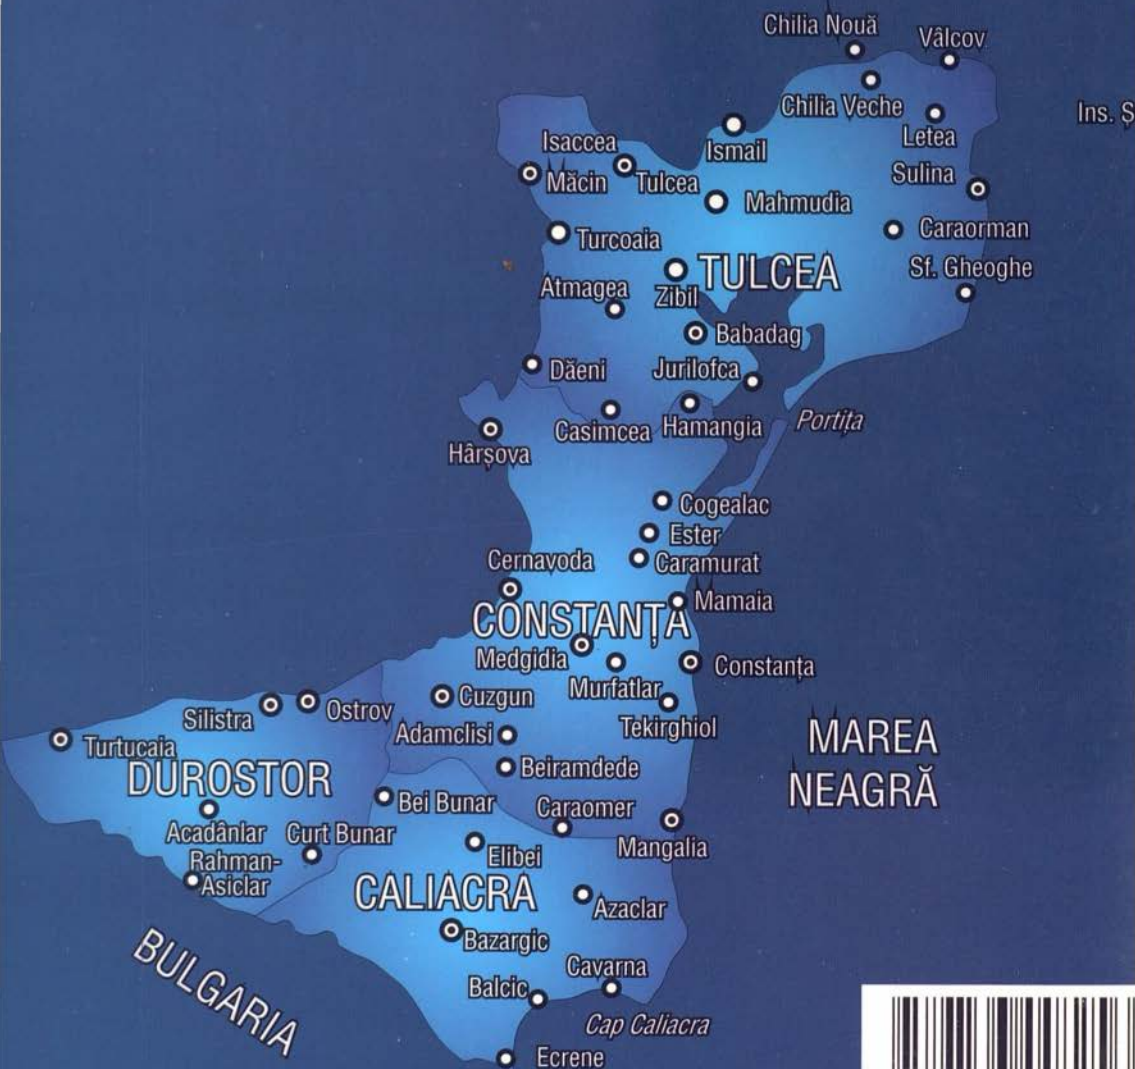 Chilia Nouă
Vâlcov
Chilia Veche
Letea
Ins. Ș
Isaccea
Ismail
Măcin
Tulcea
Sulina
Mahmudia
Turcoaia
Caraorman
TULCEA
Sf. Gheoghe
Atmagea
Zibil
Babadag
Dăeni
Jurilofca
Casimcea
Hamangia
Portița
Hârșova
Cogealac
Ester
Cernavoda
Caramurat
CONSTANȚA
Mamaia
Medgidia
Constanța
Murfatlar
Cuzgun
Silistra
Ostrov
Tekirghiol
Adamclisi
Turtucaia
MAREA
NEAGRĂ
DUROSTOR
Beiramdede
Bei Bunar
Caraomer
Acadânlar
Curt Bunar
Mangalia
Rahman-
Asiclar
Elibei
CALIACRA
Azaclar
Bazargic
BULGARIA
Cavarna
Balcic
Cap Caliacra
Ecrene